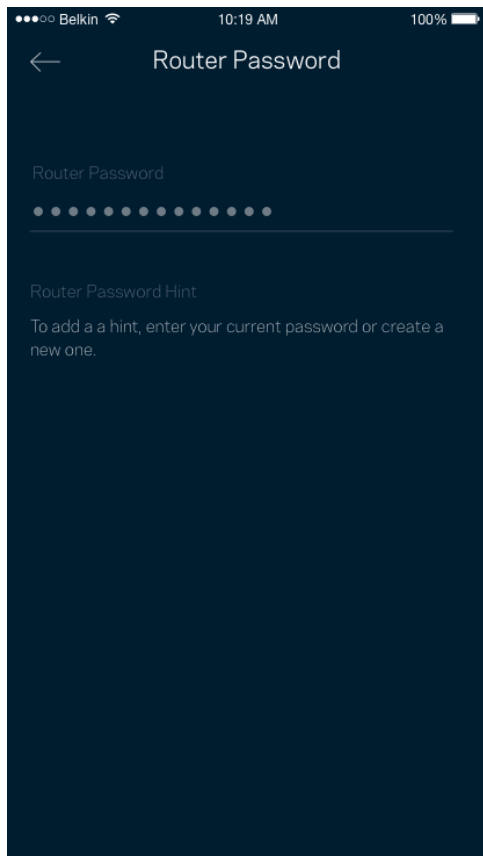 ●●●○○ Belkin 10:19 AM 100%
Router Password
Router Password
●●●●●●●●●●●●●●
Router Password Hint
To add a a hint, enter your current password or create a
new one.